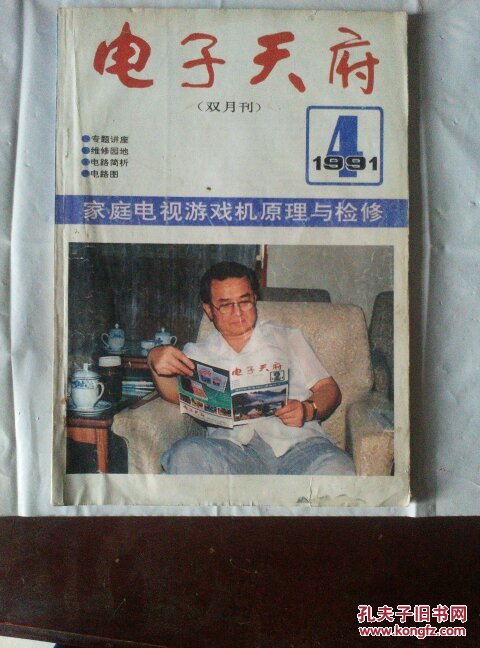 电子天府
(双月刊)
●专题讲座
●维修园地
●电路简析
●电路图
4
1991
家庭电视游戏机原理与检修
电子天府
2
孔夫子旧书网
www.kongfz.com